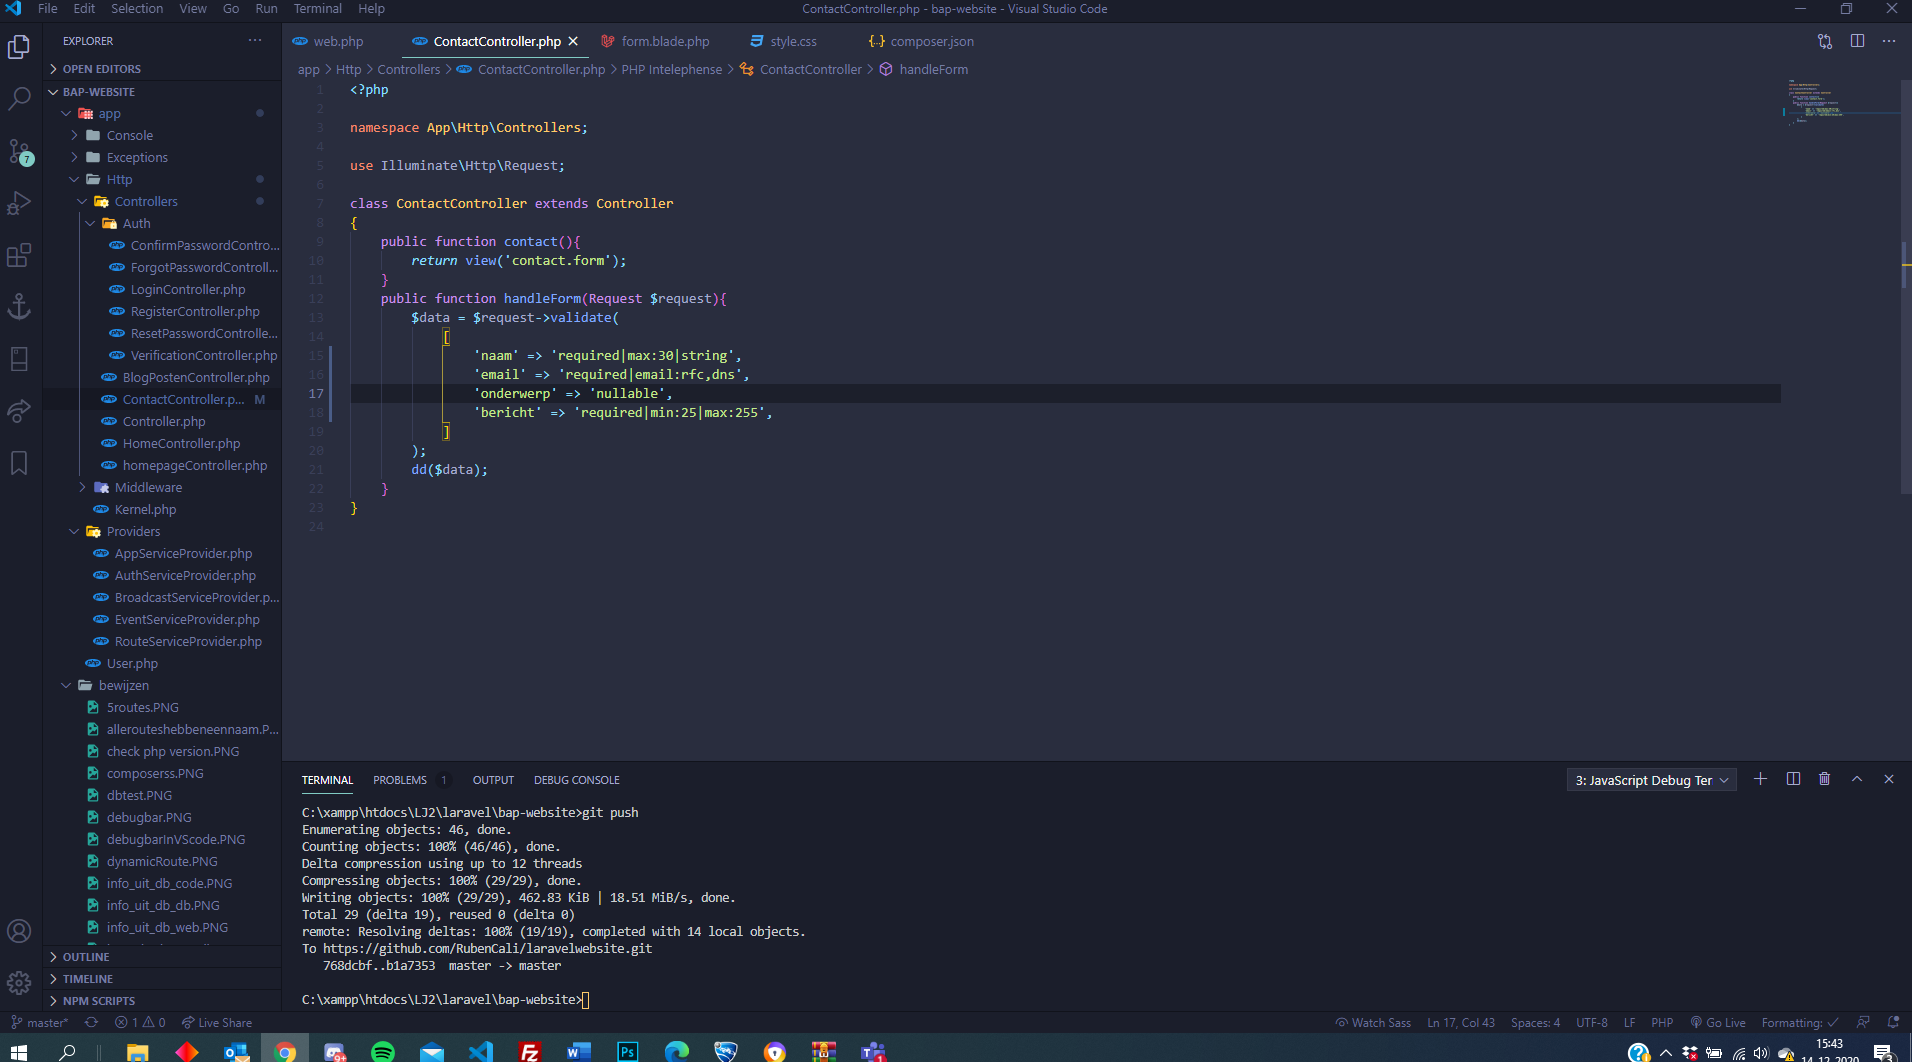 File Edit Selection View Go Run Terminal Help
ContactController.php - bap-website - Visual Studio Code
EXPLORER
OPEN EDITORS
BAP-WEBSITE
app
Console
Exceptions
Http
Controllers
Auth
ConfirmPasswordContro...
ForgotPasswordControll...
LoginController.php
RegisterController.php
ResetPasswordControlle...
VerificationController.php
BlogPostenController.php
ContactController.p... M
Controller.php
HomeController.php
homepageController.php
Middleware
Kernel.php
Providers
AppServiceProvider.php
AuthServiceProvider.php
BroadcastServiceProvider.p...
EventServiceProvider.php
RouteServiceProvider.php
User.php
bewijzen
5routes.PNG
allerouteshebbeneennaam.P...
check php version.PNG
composerss.PNG
dbtest.PNG
debugbar.PNG
debugbarInVScode.PNG
dynamicRoute.PNG
info_uit_db_code.PNG
info_uit_db_db.PNG
info_uit_db_web.PNG
OUTLINE
TIMELINE
NPM SCRIPTS
7
web.php ContactController.php form.blade.php style.css composer.json
app > Http > Controllers > ContactController.php > PHP Intelephense > ContactController > handleForm
1 <?php
2
3 namespace App\Http\Controllers;
4
5 use Illuminate\Http\Request;
6
7 class ContactController extends Controller
8 {
9 public function contact(){
10 return view('contact.form');
11 }
12 public function handleForm(Request $request){
13 $data = $request->validate(
14 [
15 'naam' => 'required|max:30|string',
16 'email' => 'required|email:rfc,dns',
17 'onderwerp' => 'nullable',
18 'bericht' => 'required|min:25|max:255',
19 ]
20 );
21 dd($data);
22 }
23 }
24
TERMINAL PROBLEMS 1 OUTPUT DEBUG CONSOLE
3: JavaScript Debug Ter
C:\xampp\htdocs\LJ2\laravel\bap-website>git push
Enumerating objects: 46, done.
Counting objects: 100% (46/46), done.
Delta compression using up to 12 threads
Compressing objects: 100% (29/29), done.
Writing objects: 100% (29/29), 462.83 KiB | 18.51 MiB/s, done.
Total 29 (delta 19), reused 0 (delta 0)
remote: Resolving deltas: 100% (19/19), completed with 14 local objects.
To https://github.com/RubenCali/laravelwebsite.git
768dcbf..b1a7353 master -> master
C:\xampp\htdocs\LJ2\laravel\bap-website>
master* 1 0 Live Share
Watch Sass Ln 17, Col 43 Spaces: 4 UTF-8 LF PHP Go Live Formatting: ✓
15:43
14-12-2020